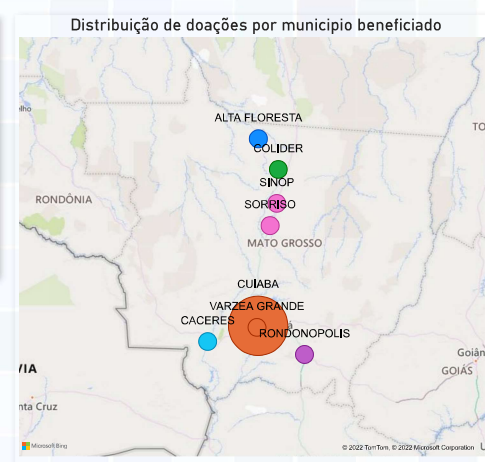 Distribuição de doações por municipio beneficiado
ALTA FLORESTA
COLIDER
TO
SINOP
RONDÔNIA
SORRISO
MATO GROSSO
CUIABA
VARZEA GRANDE
CACERES
RONDONOPOLIS
Goiân
VIA
GOIÁS
nta Cruz
Microsoft Bing
© 2022 TomTom, © 2022 Microsoft Corporation